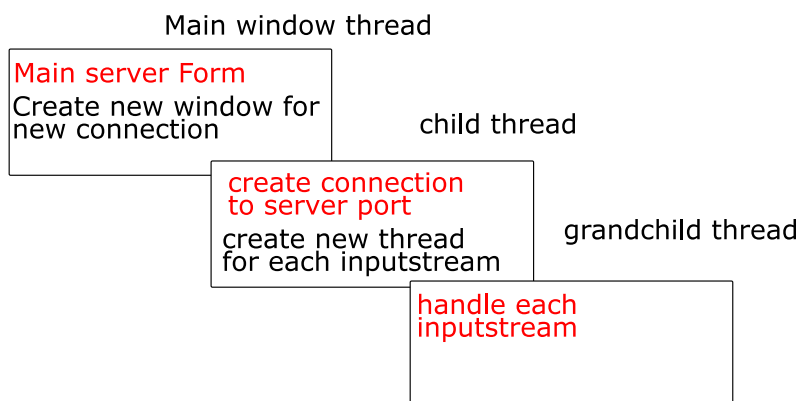 Main window thread
Main server Form
Create new window for
new connection
child thread
create connection
to server port
create new thread
for each inputstream
grandchild thread
handle each
inputstream